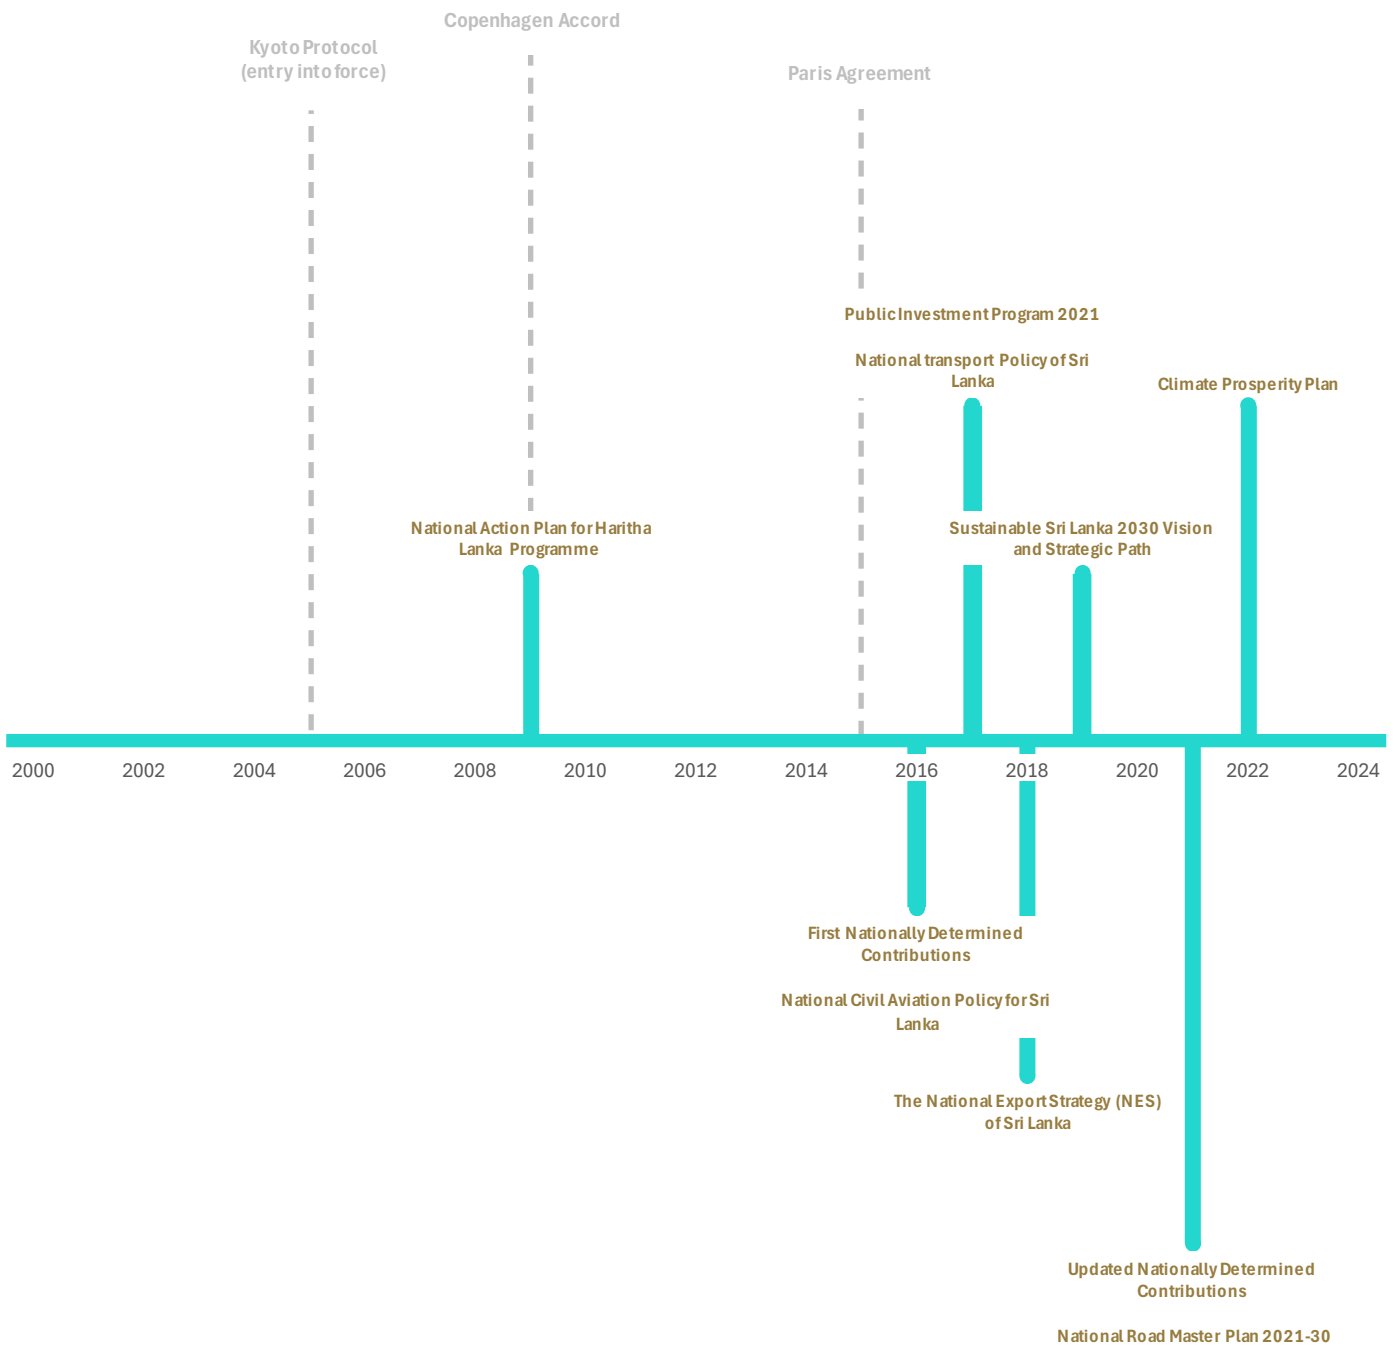 Copenhagen Accord
Kyoto Protocol
(entry into force)
Paris Agreement
Public Investment Program 2021
National transport Policy of Sri
Lanka
Climate Prosperity Plan
National Action Plan for Haritha
Lanka Programme
Sustainable Sri Lanka 2030 Vision
and Strategic Path
2000 2002 2004 2006 2008 2010 2012 2014 2016 2018 2020 2022 2024
First Nationally Determined
Contributions
National Civil Aviation Policy for Sri
Lanka
The National Export Strategy (NES)
of Sri Lanka
Updated Nationally Determined
Contributions
National Road Master Plan 2021-30